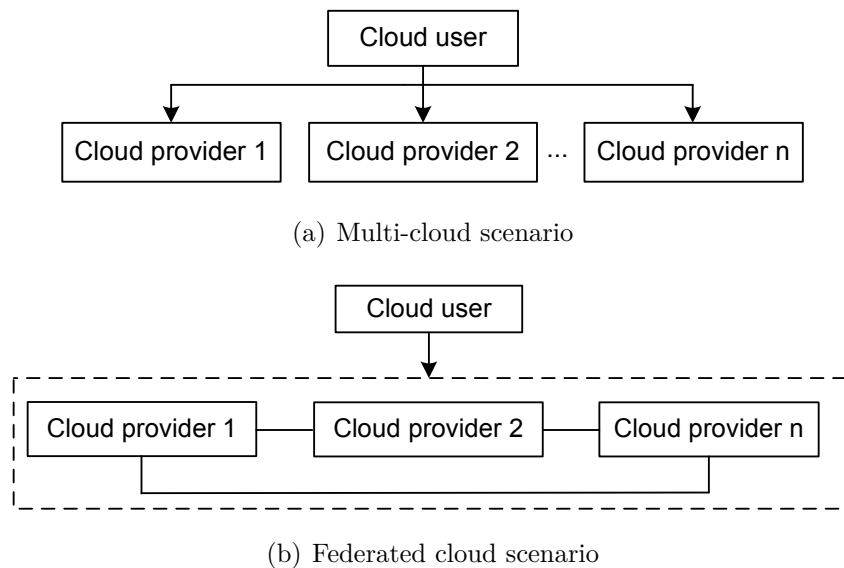 Cloud user
Cloud provider 1 Cloud provider 2 ... Cloud provider n
(a) Multi-cloud scenario
Cloud user
Cloud provider 1 Cloud provider 2 Cloud provider n
(b) Federated cloud scenario